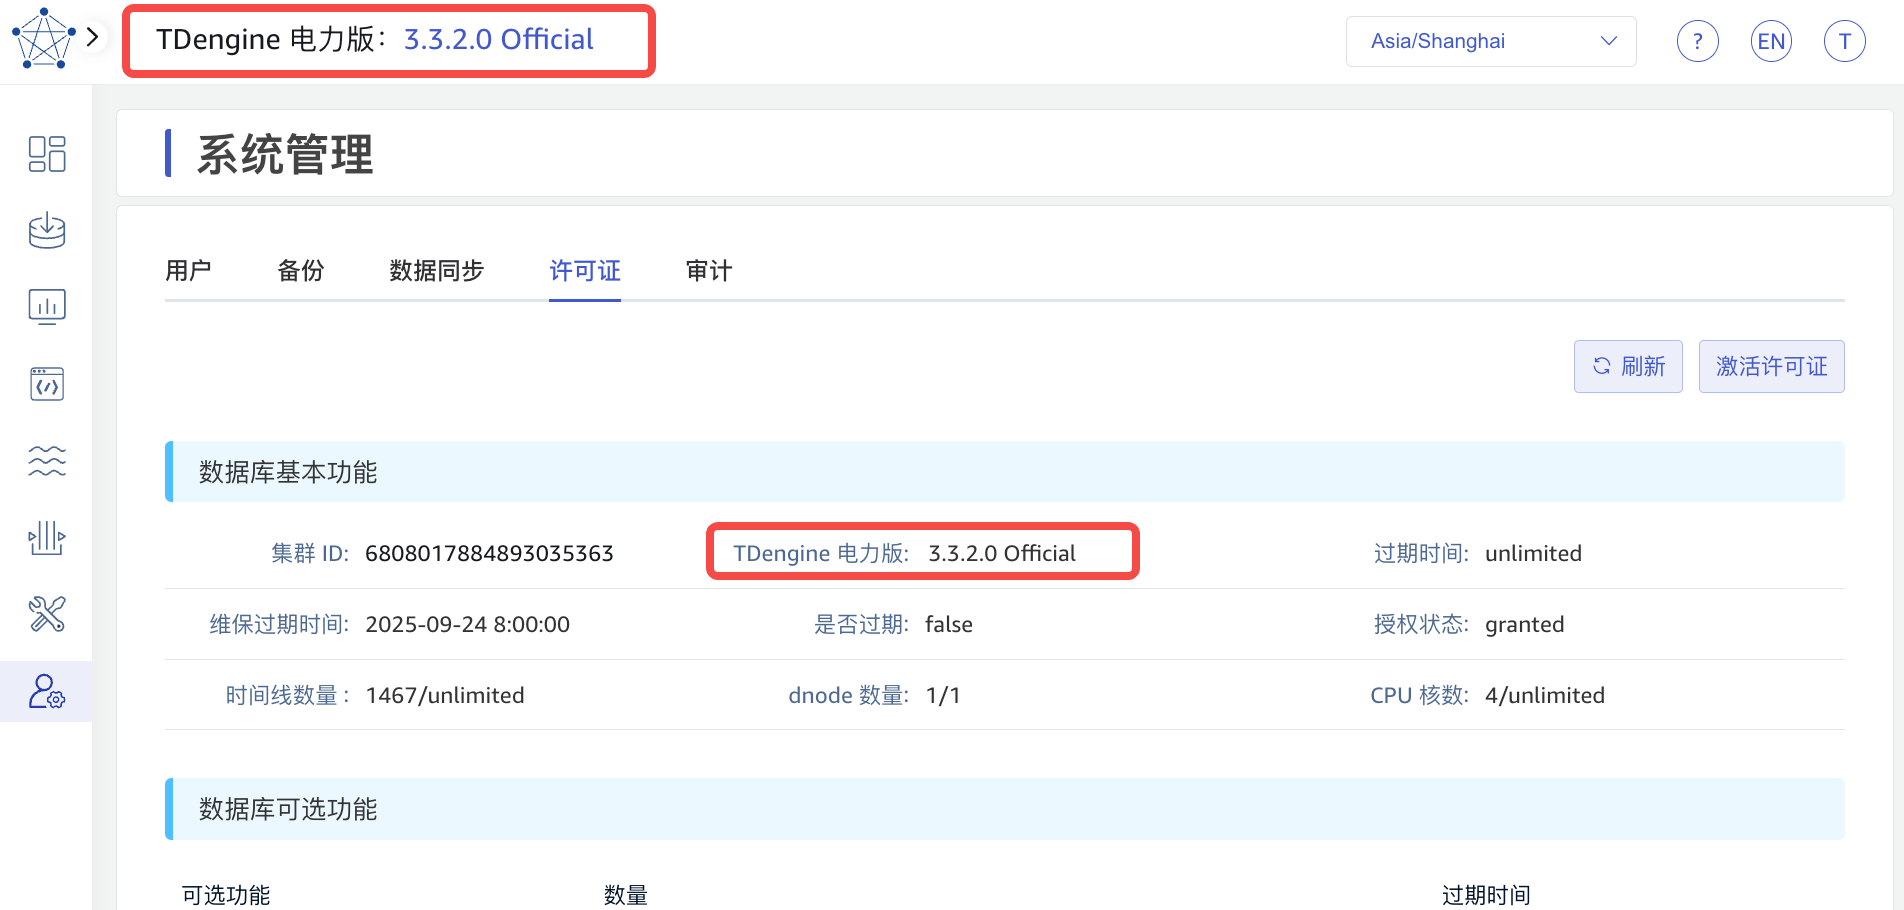 TDengine 电力版： 3.3.2.0 Official
Asia/Shanghai
?
EN
T
系统管理
用户 备份 数据同步 许可证 审计
刷新 激活许可证
数据库基本功能
集群 ID: 6808017884893035363 TDengine 电力版: 3.3.2.0 Official 过期时间: unlimited
维保过期时间: 2025-09-24 8:00:00 是否过期: false 授权状态: granted
时间线数量 : 1467/unlimited dnode 数量: 1/1 CPU 核数: 4/unlimited
数据库可选功能
可选功能 数量 过期时间